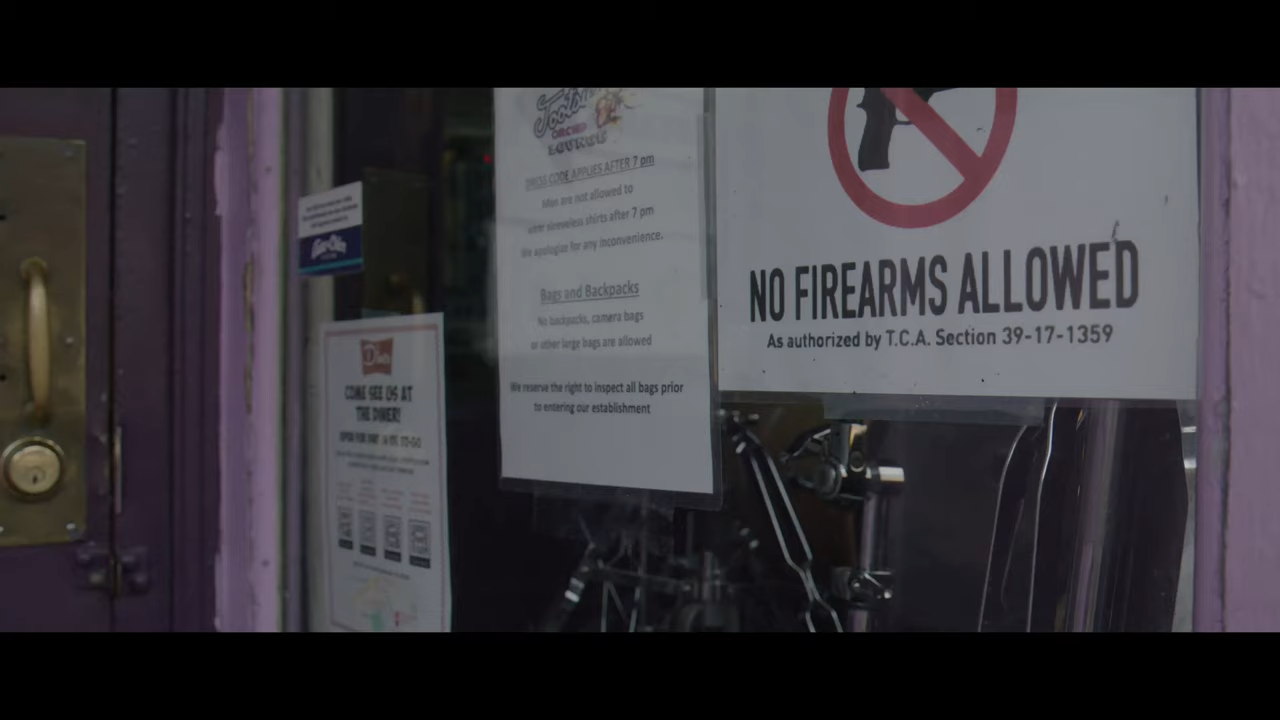 Tootsie's
ORCHID
LOUNGE
DRESS CODE APPLIES AFTER 7 pm
Men are not allowed to
wear sleeveless shirts after 7 pm
We apologize for any inconvenience.
Bags and Backpacks
No backpacks, camera bags
or other large bags are allowed
We reserve the right to inspect all bags prior
to entering our establishment
NO FIREARMS ALLOWED
As authorized by T.C.A. Section 39-17-1359
COME SEE US AT
THE DINER!